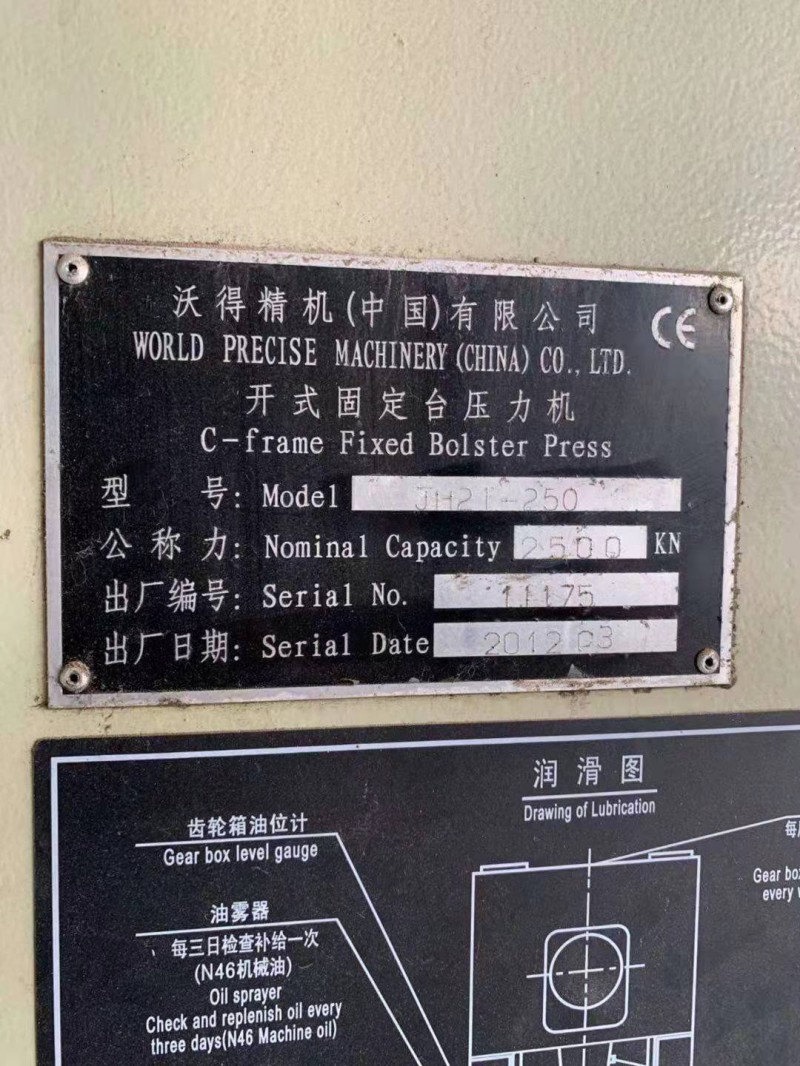 沃得精机(中国)有限公司
CE
WORLD PRECISE MACHINERY(CHINA) CO., LTD.
开式固定台压力机
C-frame Fixed Bolster Press
型 号: Model JH21-250
公 称 力: Nominal Capacity 2500 KN
出厂编号: Serial No. 11175
出厂日期: Serial Date 2012 03
润滑图
Drawing of Lubrication
齿轮箱油位计
Gear box level gauge
油雾器
每三日检查补给一次
(N46机械油)
Oil sprayer
Check and replenish oil every
three days(N46 Machine oil)
每
Gear box
every